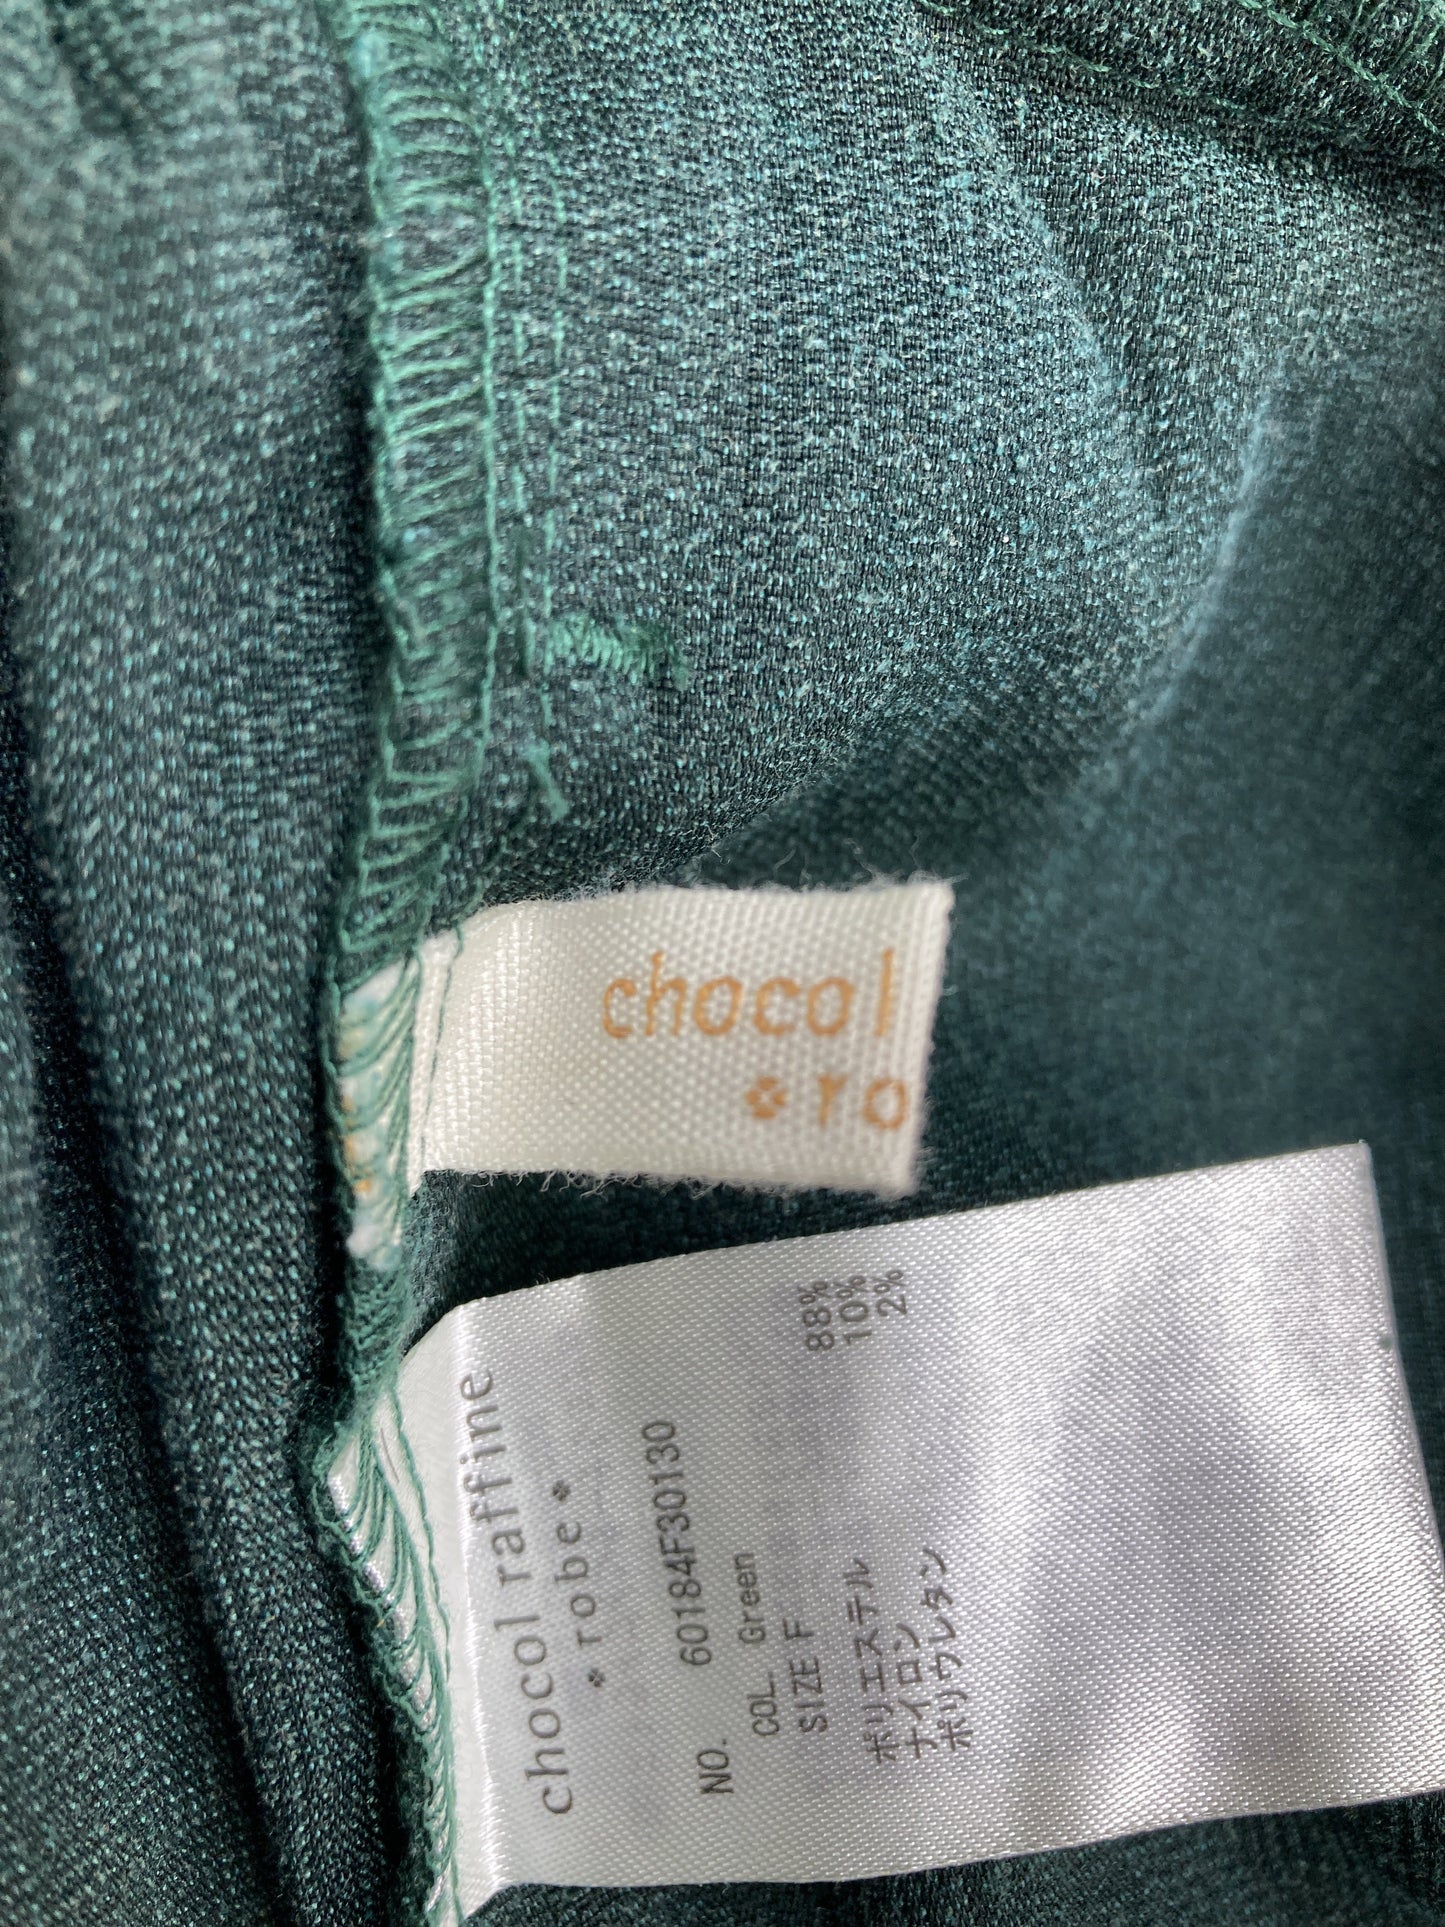 chocol
ro
chocol raffine
robe
NO. 60184F30130
COL Green
SIZE F
ポリエステル 88%
ナイロン 10%
ポリウレタン 2%